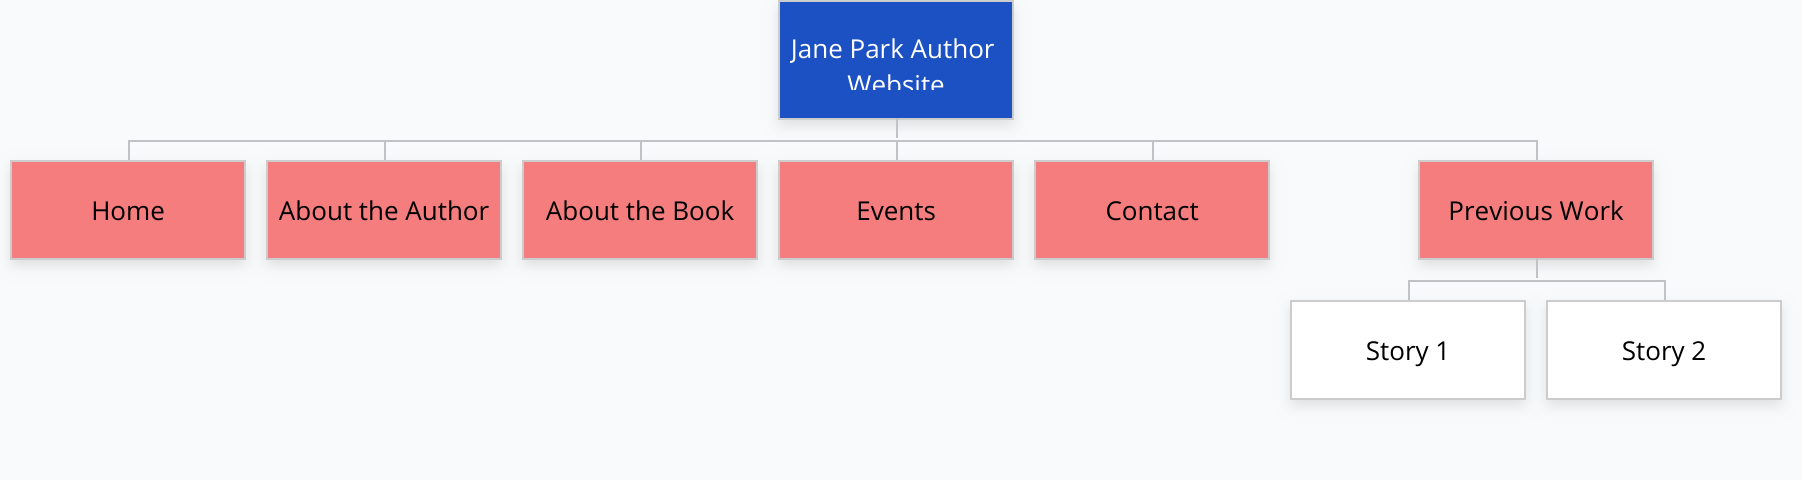 Jane Park Author
Website
Home
About the Author
About the Book
Events
Contact
Previous Work
Story 1
Story 2